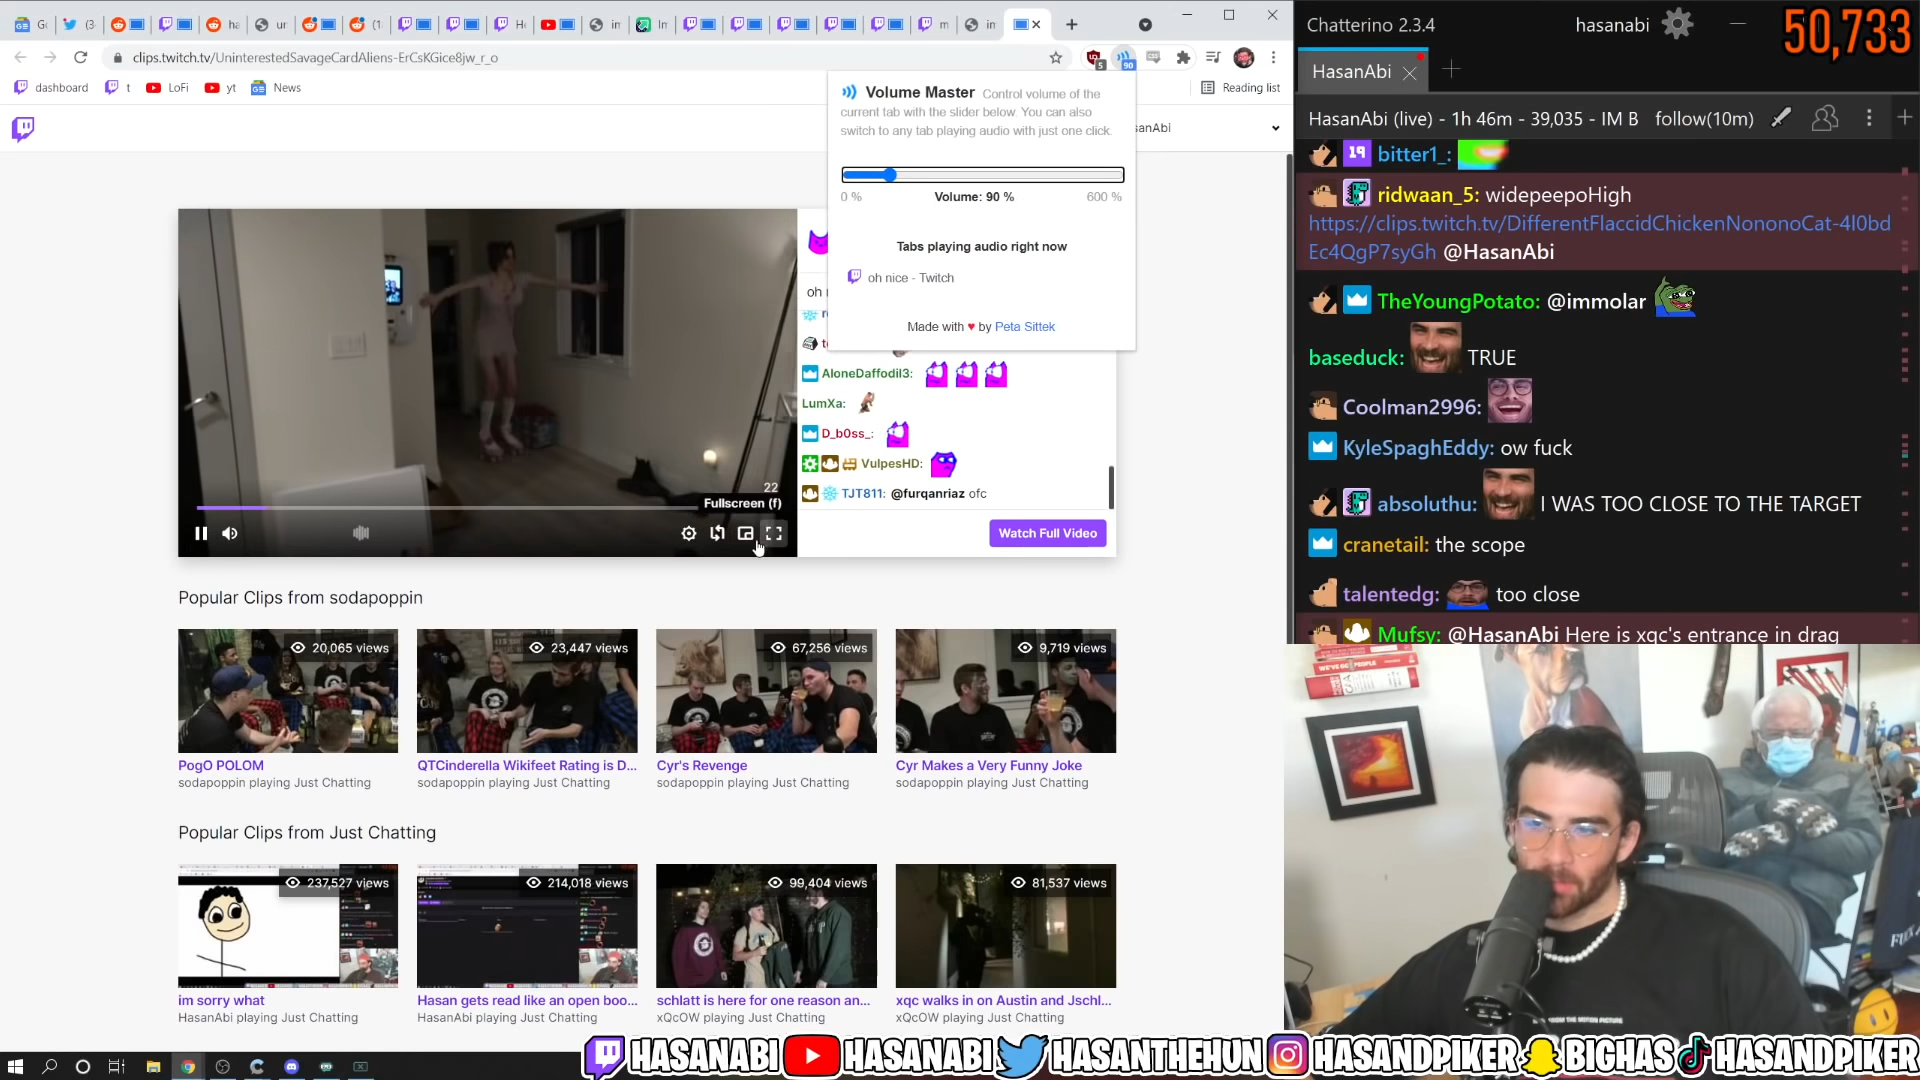 clips.twitch.tv/UninterestedSavageCardAliens-ErCsKGice8jw_r_o
5
90
dashboard
t
LoFi
yt
News
Reading list
Volume Master Control volume of the
current tab with the slider below. You can also
switch to any tab playing audio with just one click.
0 %
Volume: 90 %
600 %
Tabs playing audio right now
oh nice - Twitch
Made with ♥ by Peta Sittek
sanAbi
oh
AloneDaffodil3:
LumXa:
D_b0ss_:
VulpesHD:
TJT811: @furqanriaz ofc
22
Fullscreen (f)
Watch Full Video
Popular Clips from sodapoppin
20,065 views
23,447 views
67,256 views
9,719 views
PogO POLOM
QTCinderella Wikifeet Rating is D...
Cyr's Revenge
Cyr Makes a Very Funny Joke
sodapoppin playing Just Chatting
sodapoppin playing Just Chatting
sodapoppin playing Just Chatting
sodapoppin playing Just Chatting
Popular Clips from Just Chatting
237,527 views
214,018 views
99,404 views
81,537 views
im sorry what
Hasan gets read like an open boo...
schlatt is here for one reason an...
xqc walks in on Austin and Jschl...
HasanAbi playing Just Chatting
HasanAbi playing Just Chatting
xQcOW playing Just Chatting
xQcOW playing Just Chatting
Chatterino 2.3.4
hasanabi
50,733
HasanAbi
HasanAbi (live) - 1h 46m - 39,035 - IM B
follow(10m)
19 bitter1_:
ridwaan_5: widepeepoHigh
https://clips.twitch.tv/DifferentFlaccidChickenNononoCat-4l0bd
Ec4QgP7syGh @HasanAbi
TheYoungPotato: @immolar
baseduck: TRUE
Coolman2996:
KyleSpaghEddy: ow fuck
absoluthu: I WAS TOO CLOSE TO THE TARGET
cranetail: the scope
talentedg: too close
Mufsy: @HasanAbi Here is xqc's entrance in drag
HASANABI
HASANABI
HASANTHEHUN
HASANDPIKER
BIGHAS
HASANDPIKER